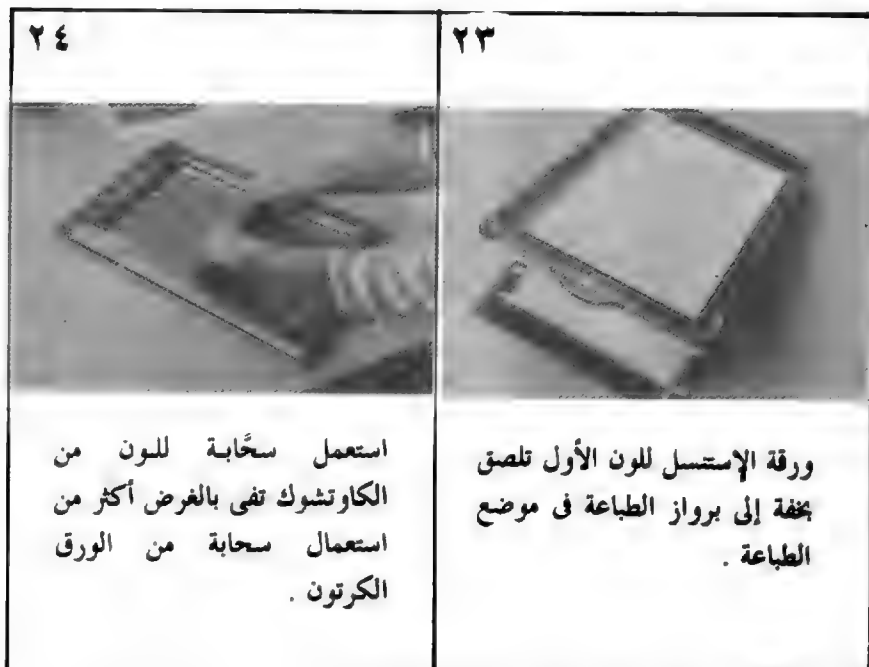 ٢٣
ورقة الإستنسل للون الأول تلصق
بخفة إلى برواز الطباعة فى موضع
الطباعة .
٢٤
استعمل سحَّابة للون من
الكاوتشوك تفى بالغرض أكثر من
استعمال سحابة من الورق
الكرتون .